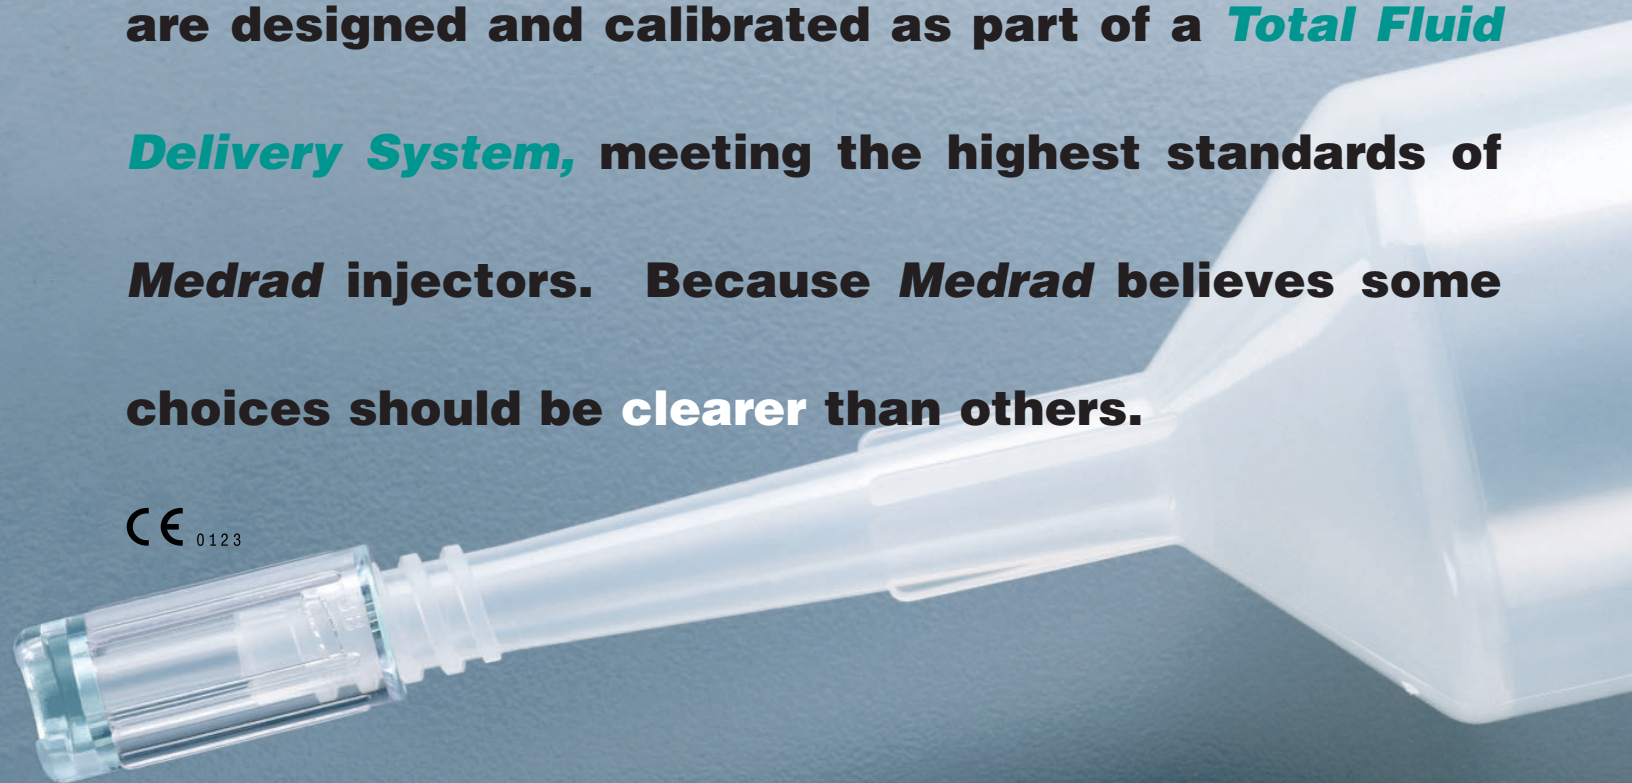 are designed and calibrated as part of a Total Fluid
Delivery System, meeting the highest standards of
Medrad injectors. Because Medrad believes some
choices should be clearer than others.
CE 0123